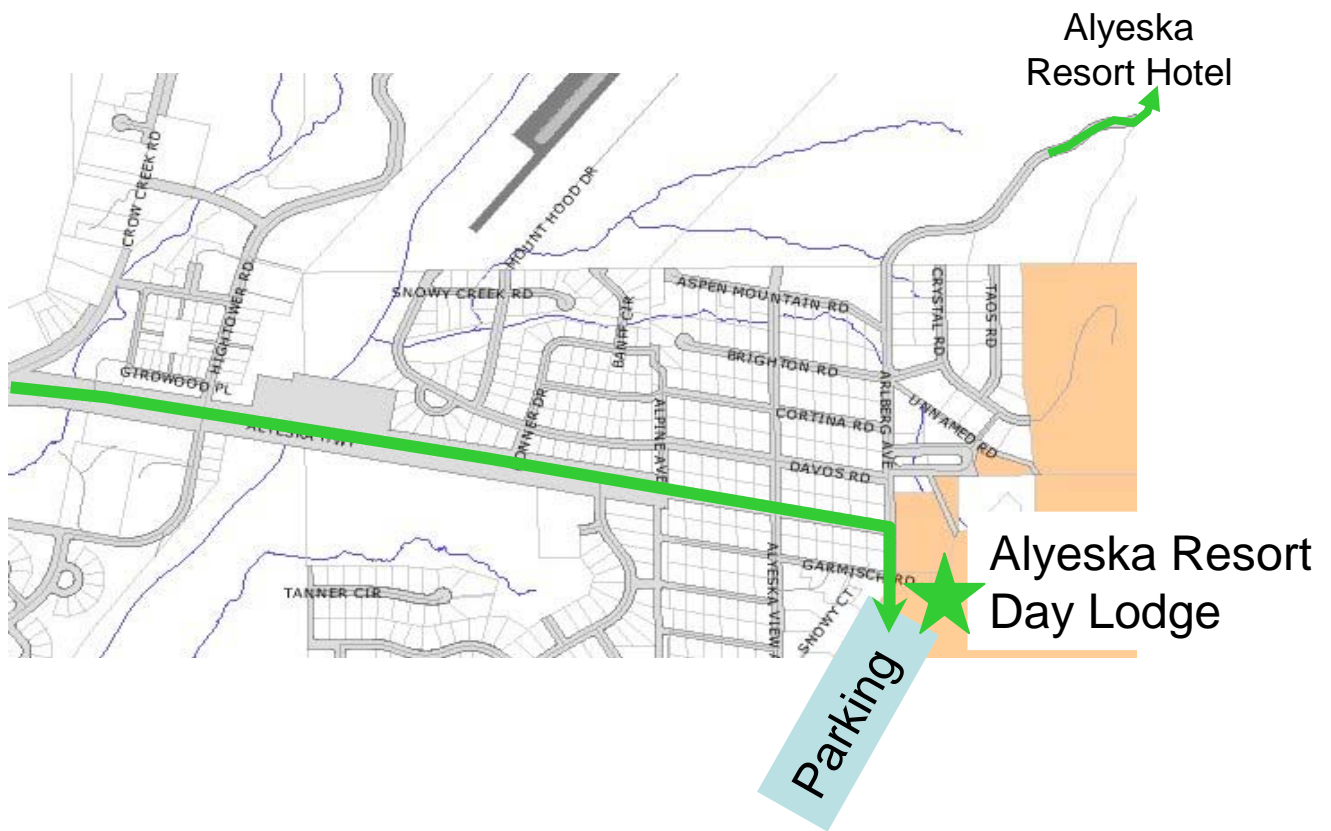 Alyeska
Resort Hotel
CROW CREEK RD
HIGHTOWER RD
MOUNT HOOD DR
SNOWY CREEK RD
BANFF CIR
ASPEN MOUNTAIN RD
CRYSTAL RD
TAOS RD
GIRDWOOD PL
BRIGHTON RD
ARLBERG AVE
UNNAMED RD
CORTINA RD
ALPINE AVE
DAVOS RD
ALYESKA HWY
GARMISCH RD
ALYESKA VIEW
SNOWY CT
TANNER CIR
Alyeska Resort
Day Lodge
Parking